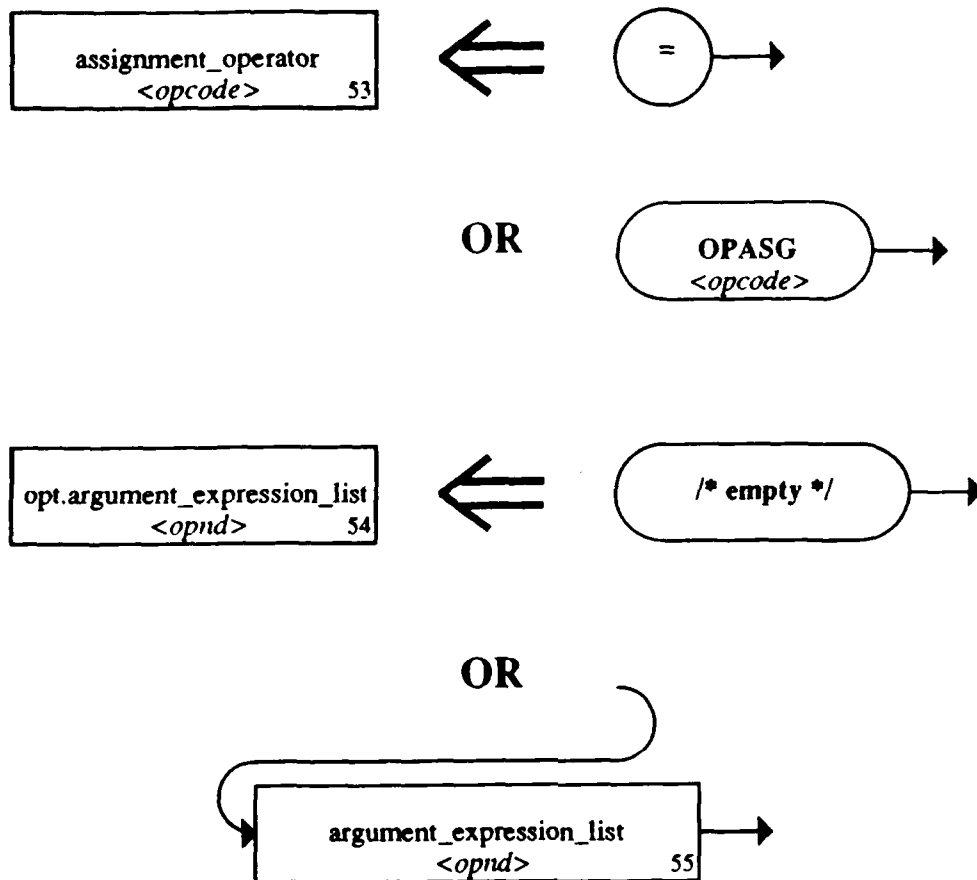 assignment_operator
<opcode> 53
=
OR
OPASG
<opcode>
opt.argument_expression_list
<opnd> 54
/* empty */
OR
argument_expression_list
<opnd> 55